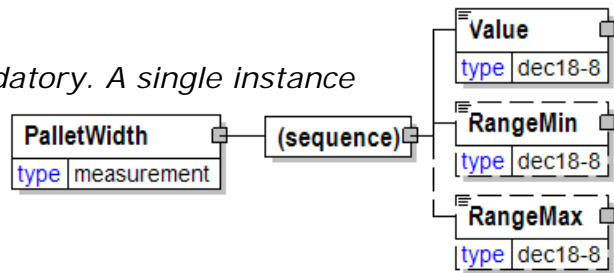 Value
type dec18-8
datory. A single instance
PalletWidth
type measurement
(sequence)
RangeMin
type dec18-8
RangeMax
type dec18-8